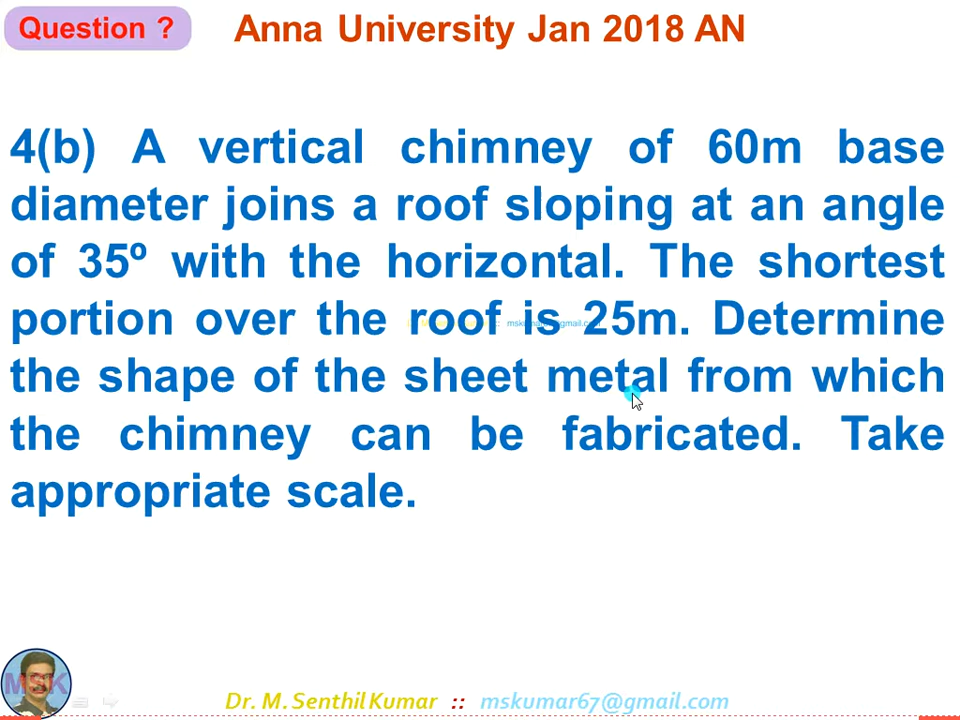 Question ?
Anna University Jan 2018 AN
4(b) A vertical chimney of 60m base
diameter joins a roof sloping at an angle
of 35º with the horizontal. The shortest
portion over the roof is 25m. Determine
the shape of the sheet metal from which
the chimney can be fabricated. Take
appropriate scale.
MSK
Dr. M. Senthil Kumar :: mskumar67@gmail.com